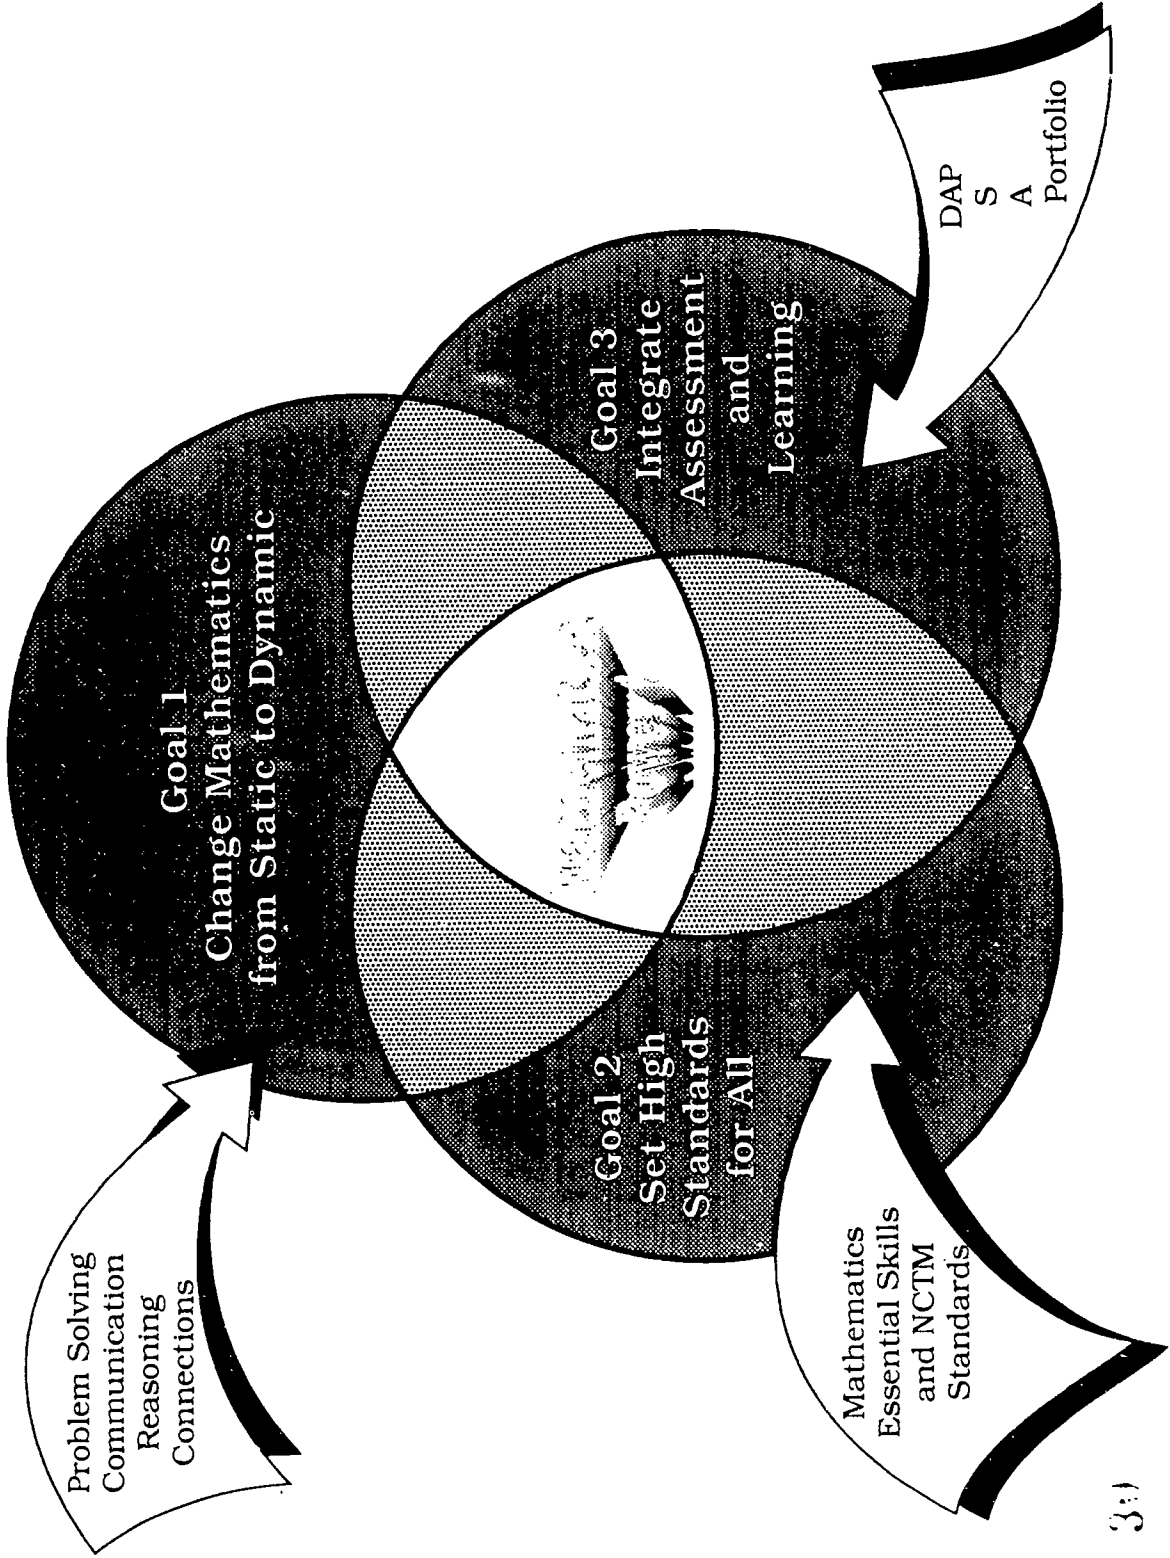 Problem Solving
Communication
Reasoning
Connections
Goal 1
Change Mathematics
from Static to Dynamic
Goal 2
Set High
Standards
for All
Goal 3
Integrate
Assessment
and
Learning
Mathematics
Essential Skills
and NCTM
Standards
DAP
S
A
Portfolio